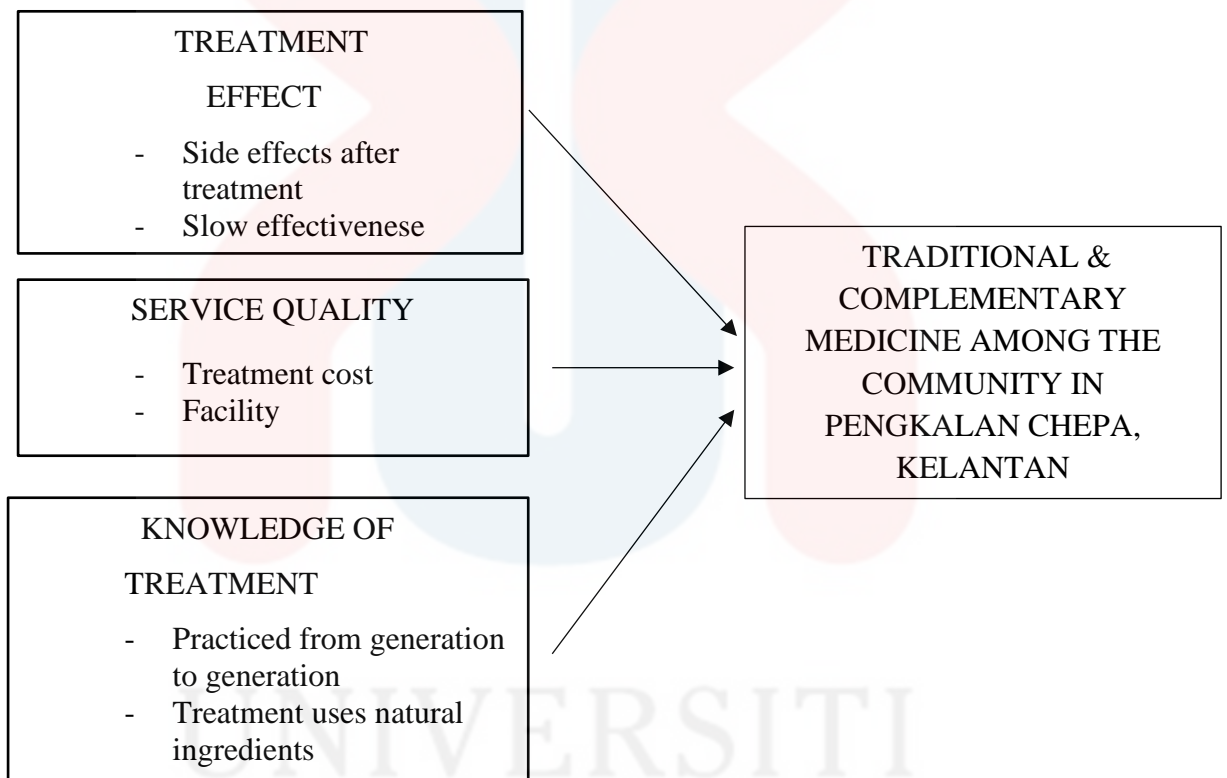 TREATMENT
EFFECT
- Side effects after
treatment
- Slow effectivenese
SERVICE QUALITY
- Treatment cost
- Facility
KNOWLEDGE OF
TREATMENT
- Practiced from generation
to generation
- Treatment uses natural
ingredients
TRADITIONAL &
COMPLEMENTARY
MEDICINE AMONG THE
COMMUNITY IN
PENGKALAN CHEPA,
KELANTAN
UNIVERSITI